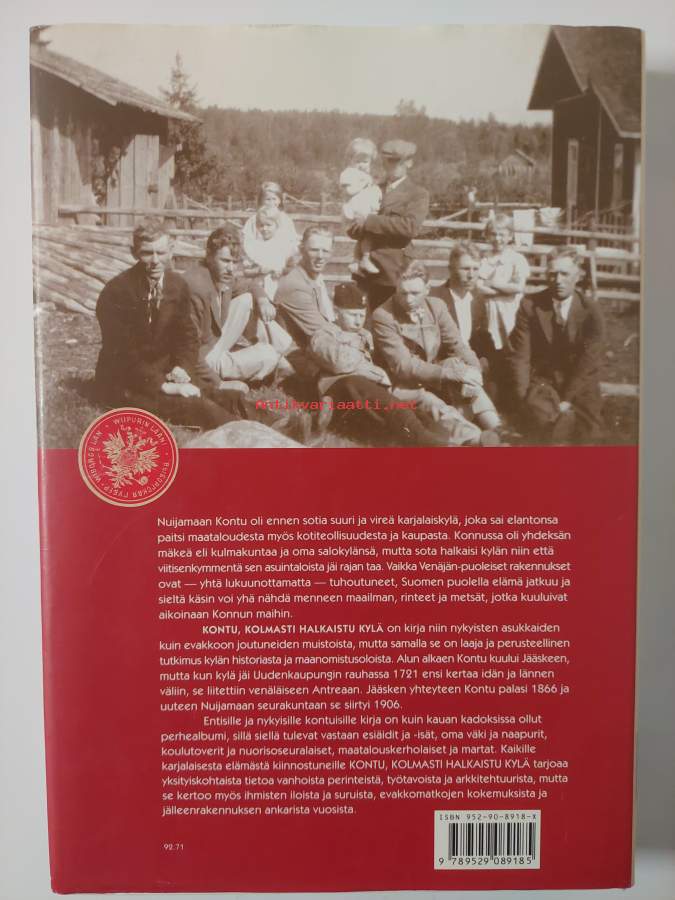 Antikvariaatti.net
WIBORGS LÄN • WIIPURIN LÄÄNI • ВЫБОРГСКАЯ ГУБЕР.
Nuijamaan Kontu oli ennen sotia suuri ja vireä karjalaiskylä, joka sai elantonsa
paitsi maataloudesta myös kotiteollisuudesta ja kaupasta. Konnussa oli yhdeksän
mäkeä eli kulmakuntaa ja oma salokylänsä, mutta sota halkaisi kylän niin että
viitisenkymmentä sen asuintaloista jäi rajan taa. Vaikka Venäjän-puoleiset rakennukset
ovat — yhtä lukuunottamatta — tuhoutuneet, Suomen puolella elämä jatkuu ja
sieltä käsin voi yhä nähdä menneen maailman, rinteet ja metsät, jotka kuuluivat
aikoinaan Konnun maihin.
KONTU, KOLMASTI HALKAISTU KYLÄ on kirja niin nykyisten asukkaiden
kuin evakkoon joutuneiden muistoista, mutta samalla se on laaja ja perusteellinen
tutkimus kylän historiasta ja maanomistusoloista. Alun alkaen Kontu kuului Jääskeen,
mutta kun kylä jäi Uudenkaupungin rauhassa 1721 ensi kertaa idän ja lännen
väliin, se liitettiin venäläiseen Antreaan. Jääsken yhteyteen Kontu palasi 1866 ja
uuteen Nuijamaan seurakuntaan se siirtyi 1906.
Entisille ja nykyisille kontuisille kirja on kuin kauan kadoksissa ollut
perhealbumi, sillä siellä tulevat vastaan esiäidit ja -isät, oma väki ja naapurit,
koulutoverit ja nuorisoseuralaiset, maatalouskerholaiset ja martat. Kaikille
karjalaisesta elämästä kiinnostuneille KONTU, KOLMASTI HALKAISTU KYLÄ tarjoaa
yksityiskohtaista tietoa vanhoista perinteistä, työtavoista ja arkkitehtuurista, mutta
se kertoo myös ihmisten iloista ja suruista, evakkomatkojen kokemuksista ja
jälleenrakennuksen ankarista vuosista.
ISBN 952-90-8918-X
9 789529 089185
92.71